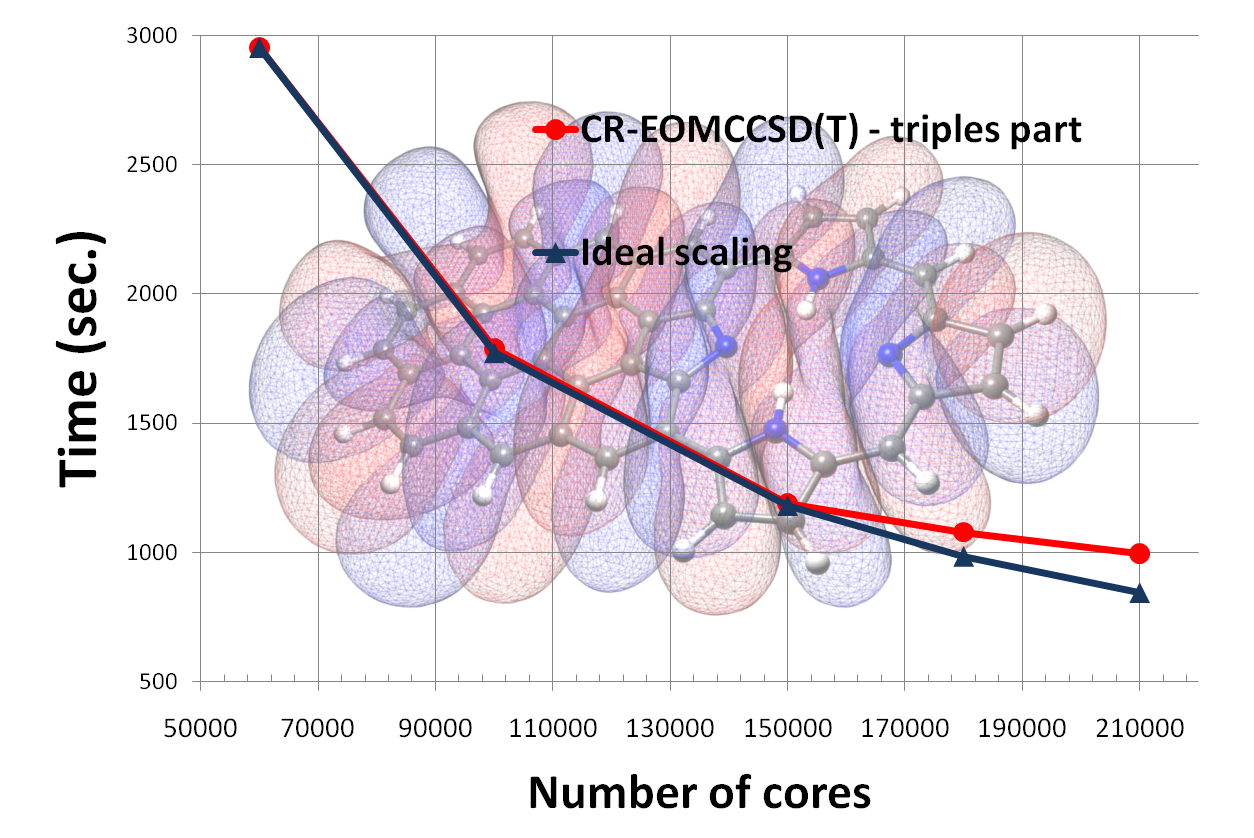 3000
2500
2000
1500
1000
500
Time (sec.)
CR-EOMCCSD(T) - triples part
Ideal scaling
50000 70000 90000 110000 130000 150000 170000 190000 210000
Number of cores